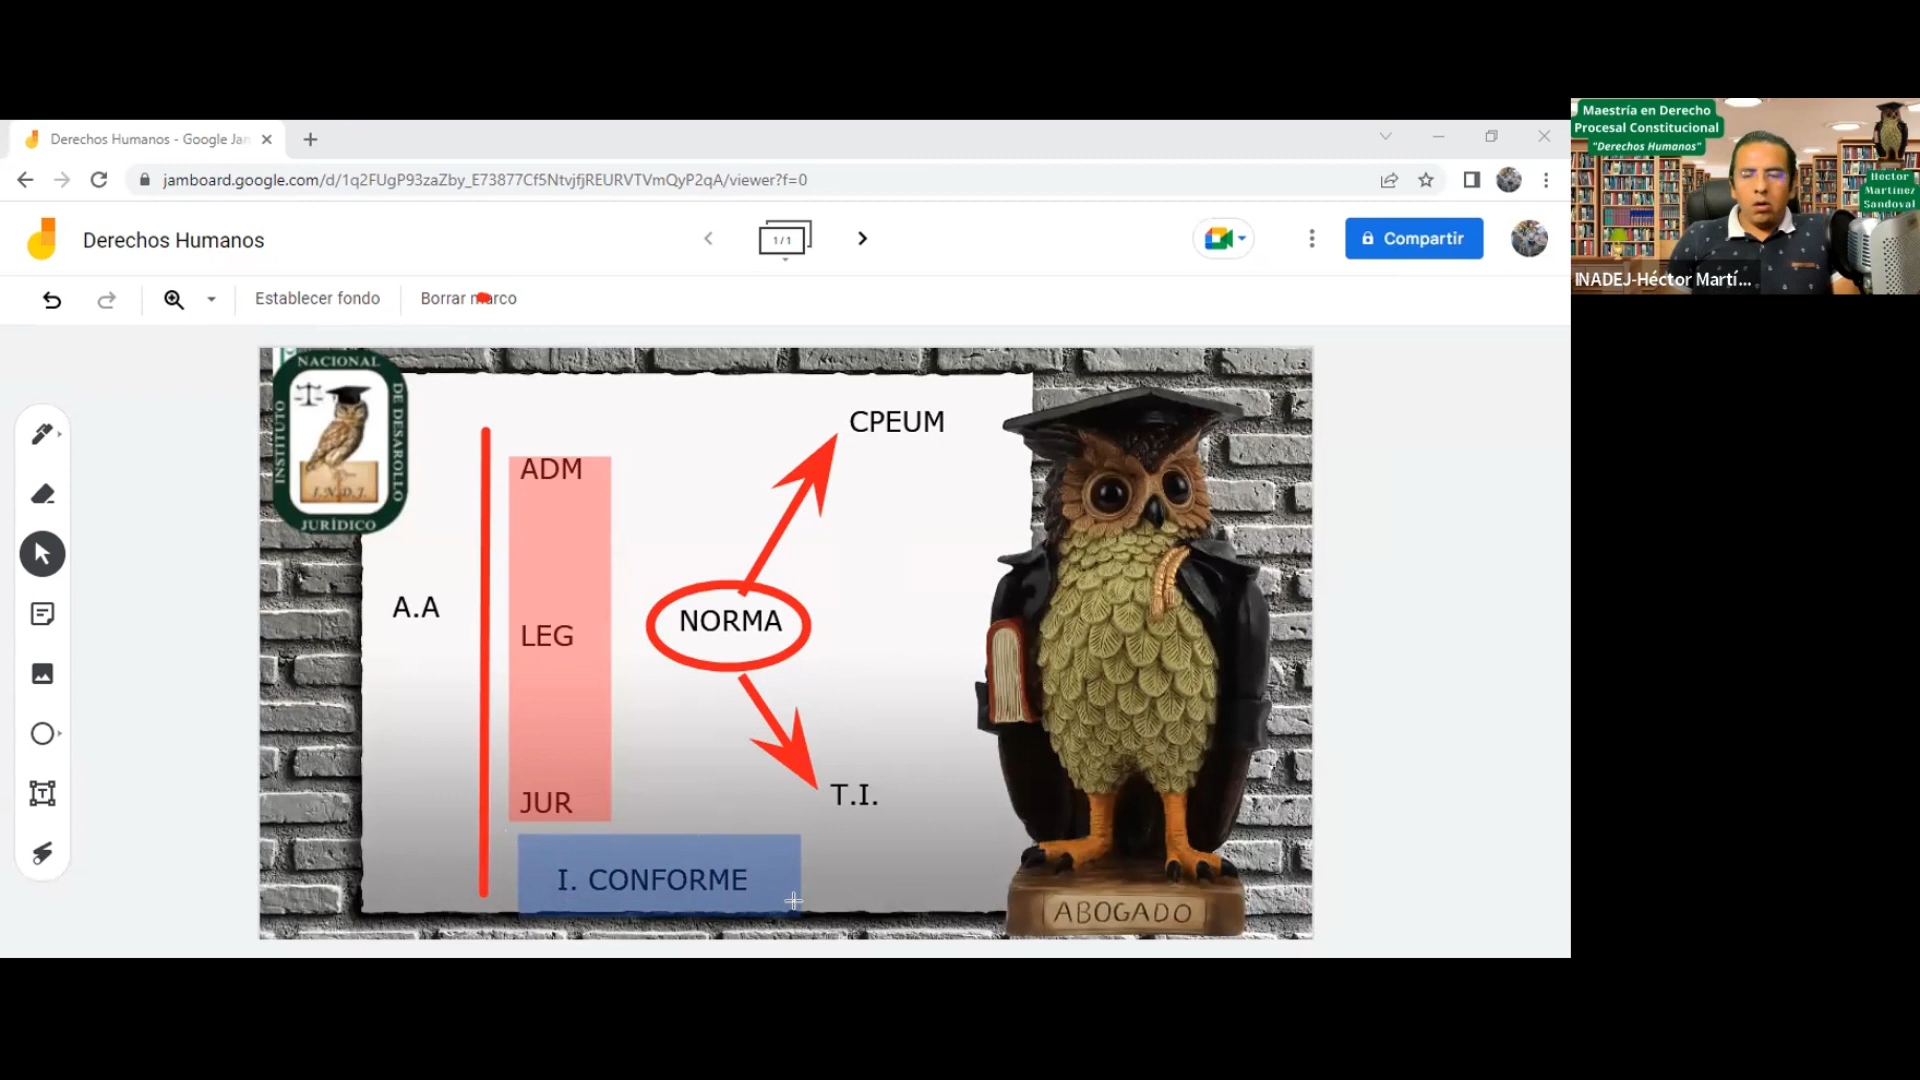 Derechos Humanos - Google Jam
jamboard.google.com/d/1q2FUgP93zaZby_E73877Cf5NtvjfjREURVTVmQyP2qA/viewer?f=0
Derechos Humanos
1/1
Compartir
Establecer fondo
Borrar marco
INSTITUTO
NACIONAL
DE DESAROLLO
JURÍDICO
I.N.D.J.
CPEUM
ADM
A.A
LEG
NORMA
JUR
T.I.
I. CONFORME
ABOGADO
Maestría en Derecho
Procesal Constitucional
"Derechos Humanos"
Hector
Martínez
Sandoval
INADEJ-Héctor Martí...